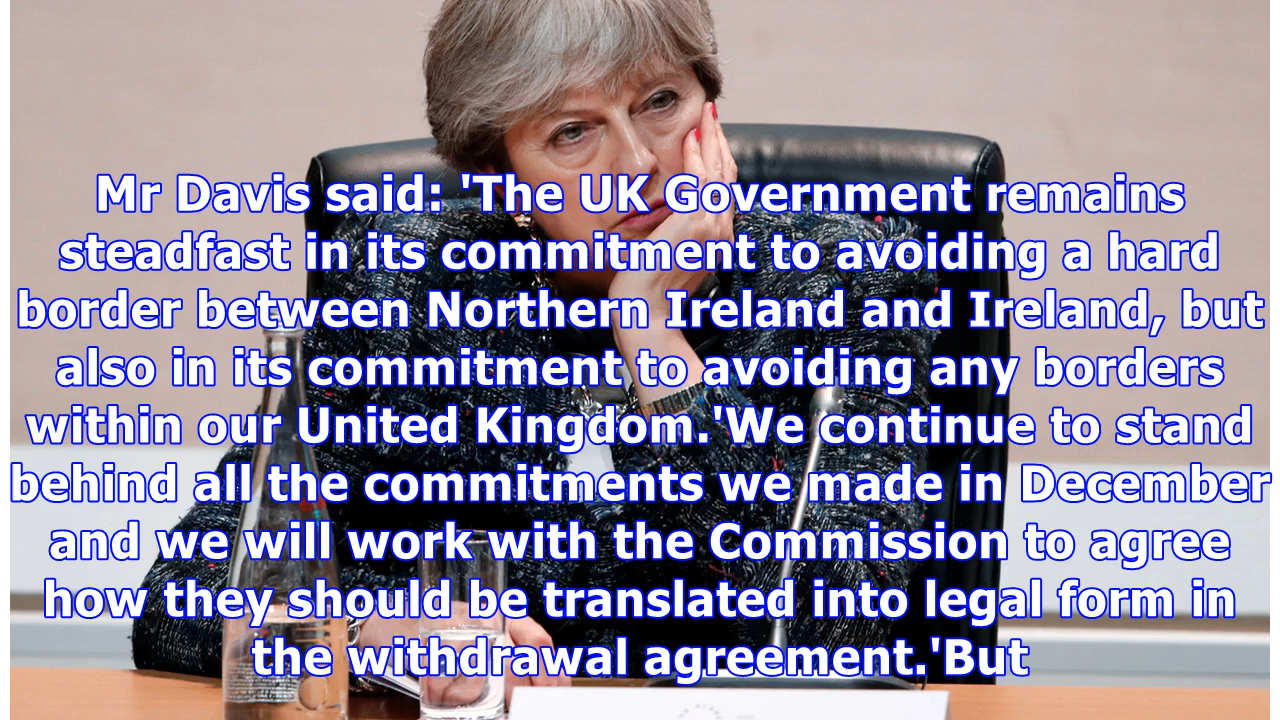 Mr Davis said: 'The UK Government remains
steadfast in its commitment to avoiding a hard
border between Northern Ireland and Ireland, but
also in its commitment to avoiding any borders
within our United Kingdom.'We continue to stand
behind all the commitments we made in December
and we will work with the Commission to agree
how they should be translated into legal form in
the withdrawal agreement.'But